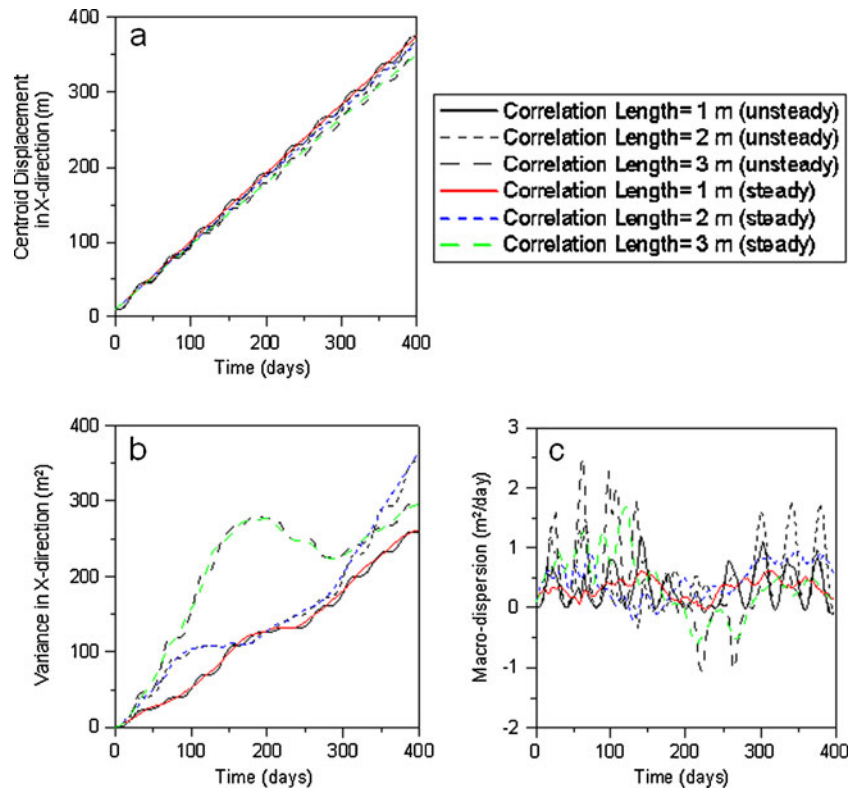 a
400
300
200
100
0
Centroid Displacement
in X-direction (m)
0 100 200 300 400
Time (days)
Correlation Length= 1 m (unsteady)
Correlation Length= 2 m (unsteady)
Correlation Length= 3 m (unsteady)
Correlation Length= 1 m (steady)
Correlation Length= 2 m (steady)
Correlation Length= 3 m (steady)
b
400
300
200
100
0
Variance in X-direction (m²)
0 100 200 300 400
Time (days)
c
3
2
1
0
-1
-2
Macro-dispersion (m²/day)
0 100 200 300 400
Time (days)